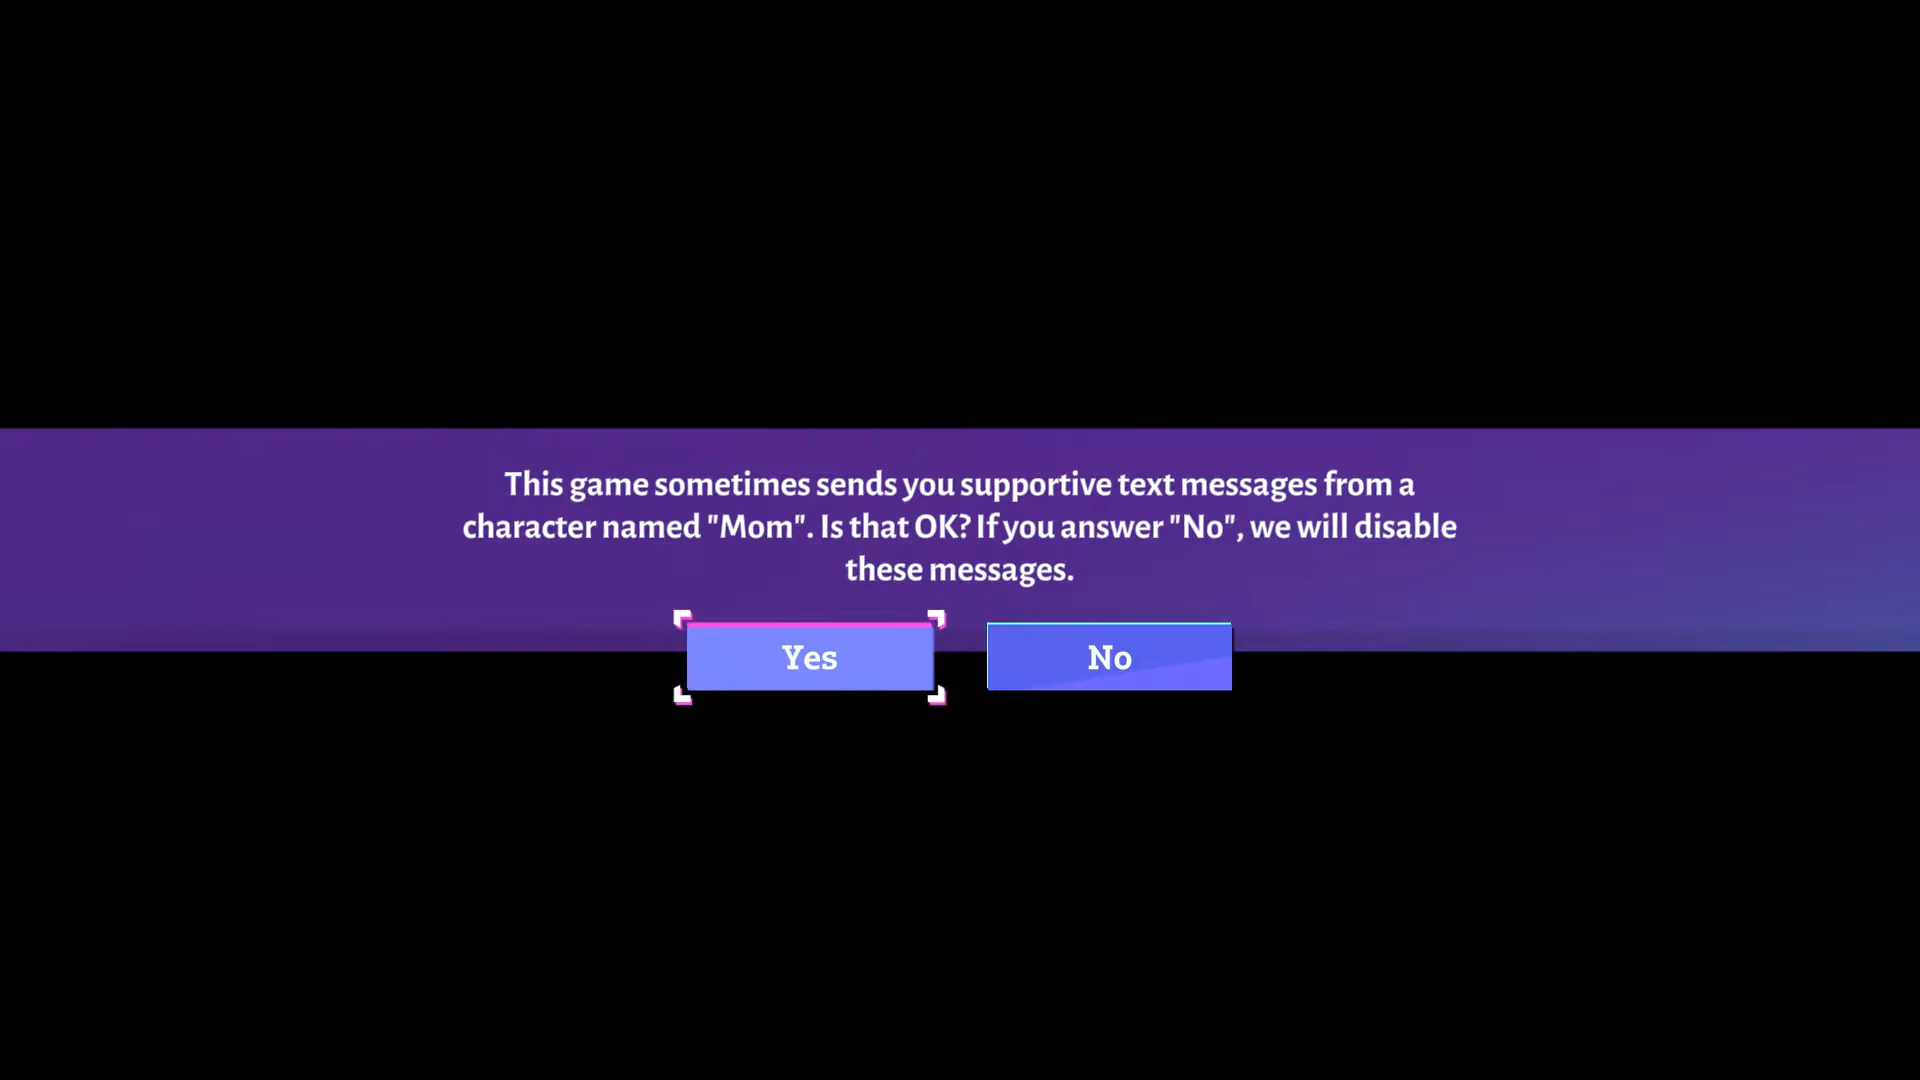 This game sometimes sends you supportive text messages from a
character named "Mom". Is that OK? If you answer "No", we will disable
these messages.
Yes
No